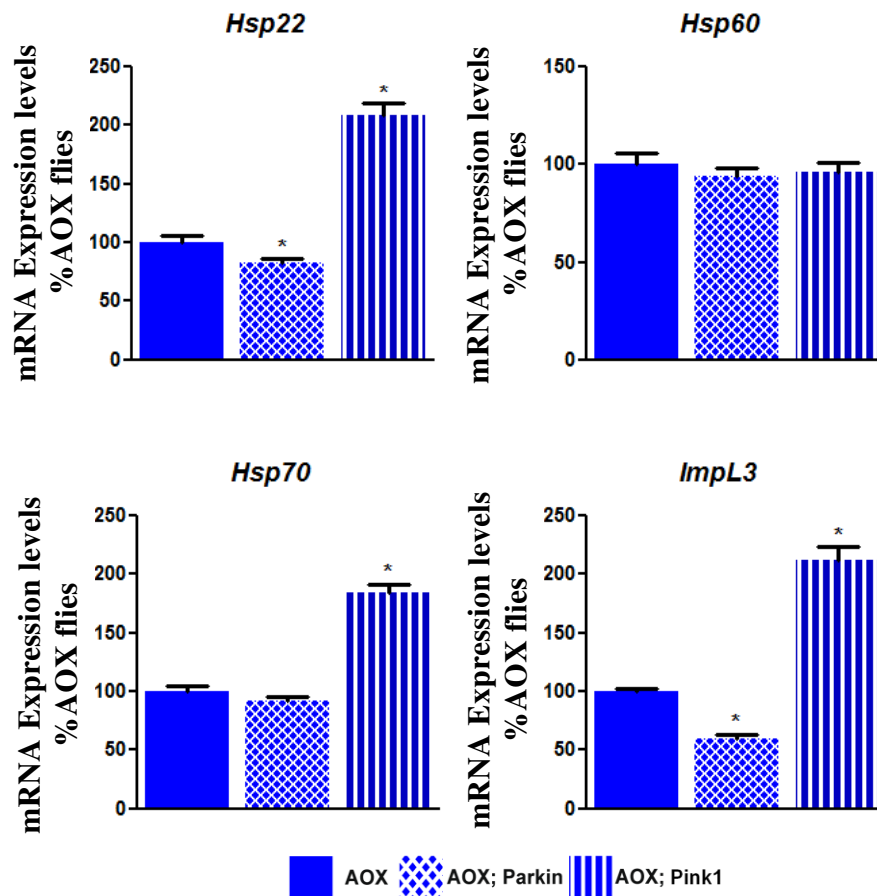 Hsp22
mRNA Expression levels
%AOX flies
250
200
150
100
50
0
*
*
Hsp60
mRNA Expression levels
%AOX flies
150
100
50
0
Hsp70
mRNA Expression levels
%AOX flies
250
200
150
100
50
0
*
ImpL3
mRNA Expression levels
%AOX flies
250
200
150
100
50
0
*
*
AOX AOX; Parkin AOX; Pink1